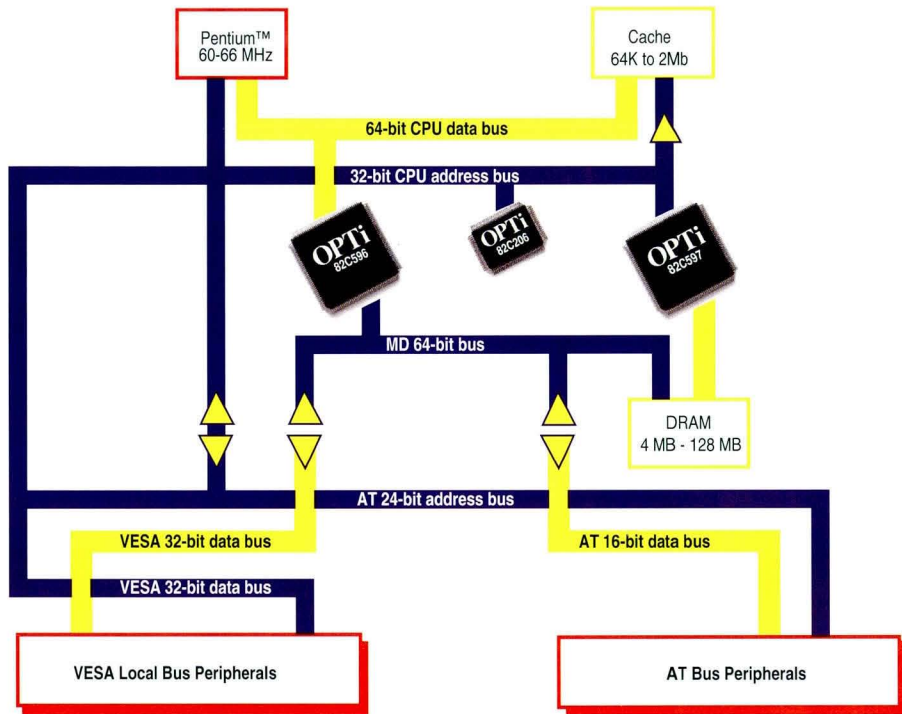 Pentium™
60-66 MHz
Cache
64K to 2Mb
64-bit CPU data bus
32-bit CPU address bus
OPTi
82C596
OPTi
82C206
OPTi
82C597
MD 64-bit bus
DRAM
4 MB - 128 MB
AT 24-bit address bus
VESA 32-bit data bus
AT 16-bit data bus
VESA 32-bit data bus
VESA Local Bus Peripherals
AT Bus Peripherals